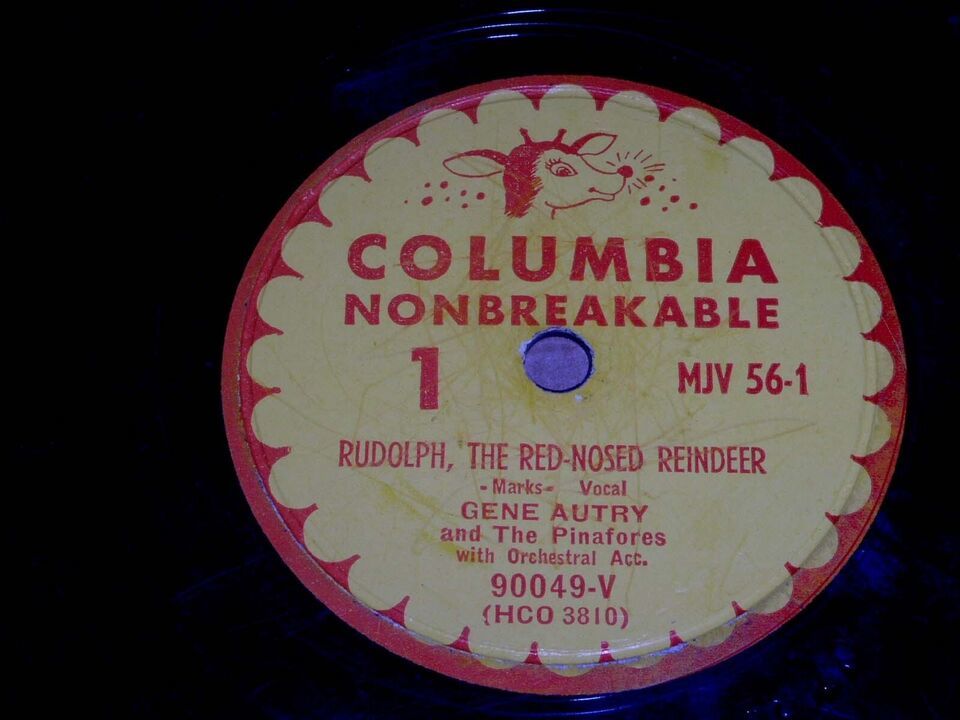 COLUMBIA
NONBREAKABLE
1 MJV 56-1
RUDOLPH, THE RED-NOSED REINDEER
-Marks- Vocal
GENE AUTRY
and The Pinafores
with Orchestral Acc.
90049-V
(HCO 3810)